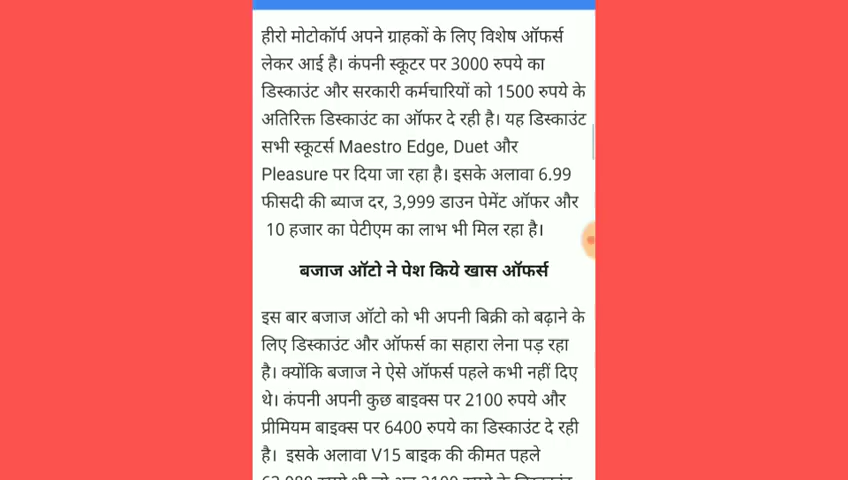 हीरो मोटोकॉर्प अपने ग्राहकों के लिए विशेष ऑफर्स
लेकर आई है। कंपनी स्कूटर पर 3000 रुपये का
डिस्काउंट और सरकारी कर्मचारियों को 1500 रुपये के
अतिरिक्त डिस्काउंट का ऑफर दे रही है। यह डिस्काउंट
सभी स्कूटर्स Maestro Edge, Duet और
Pleasure पर दिया जा रहा है। इसके अलावा 6.99
फीसदी की ब्याज दर, 3,999 डाउन पेमेंट ऑफर और
10 हजार का पेटीएम का लाभ भी मिल रहा है।
बजाज ऑटो ने पेश किये खास ऑफर्स
इस बार बजाज ऑटो को भी अपनी बिक्री को बढ़ाने के
लिए डिस्काउंट और ऑफर्स का सहारा लेना पड़ रहा
है। क्योंकि बजाज ने ऐसे ऑफर्स पहले कभी नहीं दिए
थे। कंपनी अपनी कुछ बाइक्स पर 2100 रुपये और
प्रीमियम बाइक्स पर 6400 रुपये का डिस्काउंट दे रही
है। इसके अलावा V15 बाइक की कीमत पहले